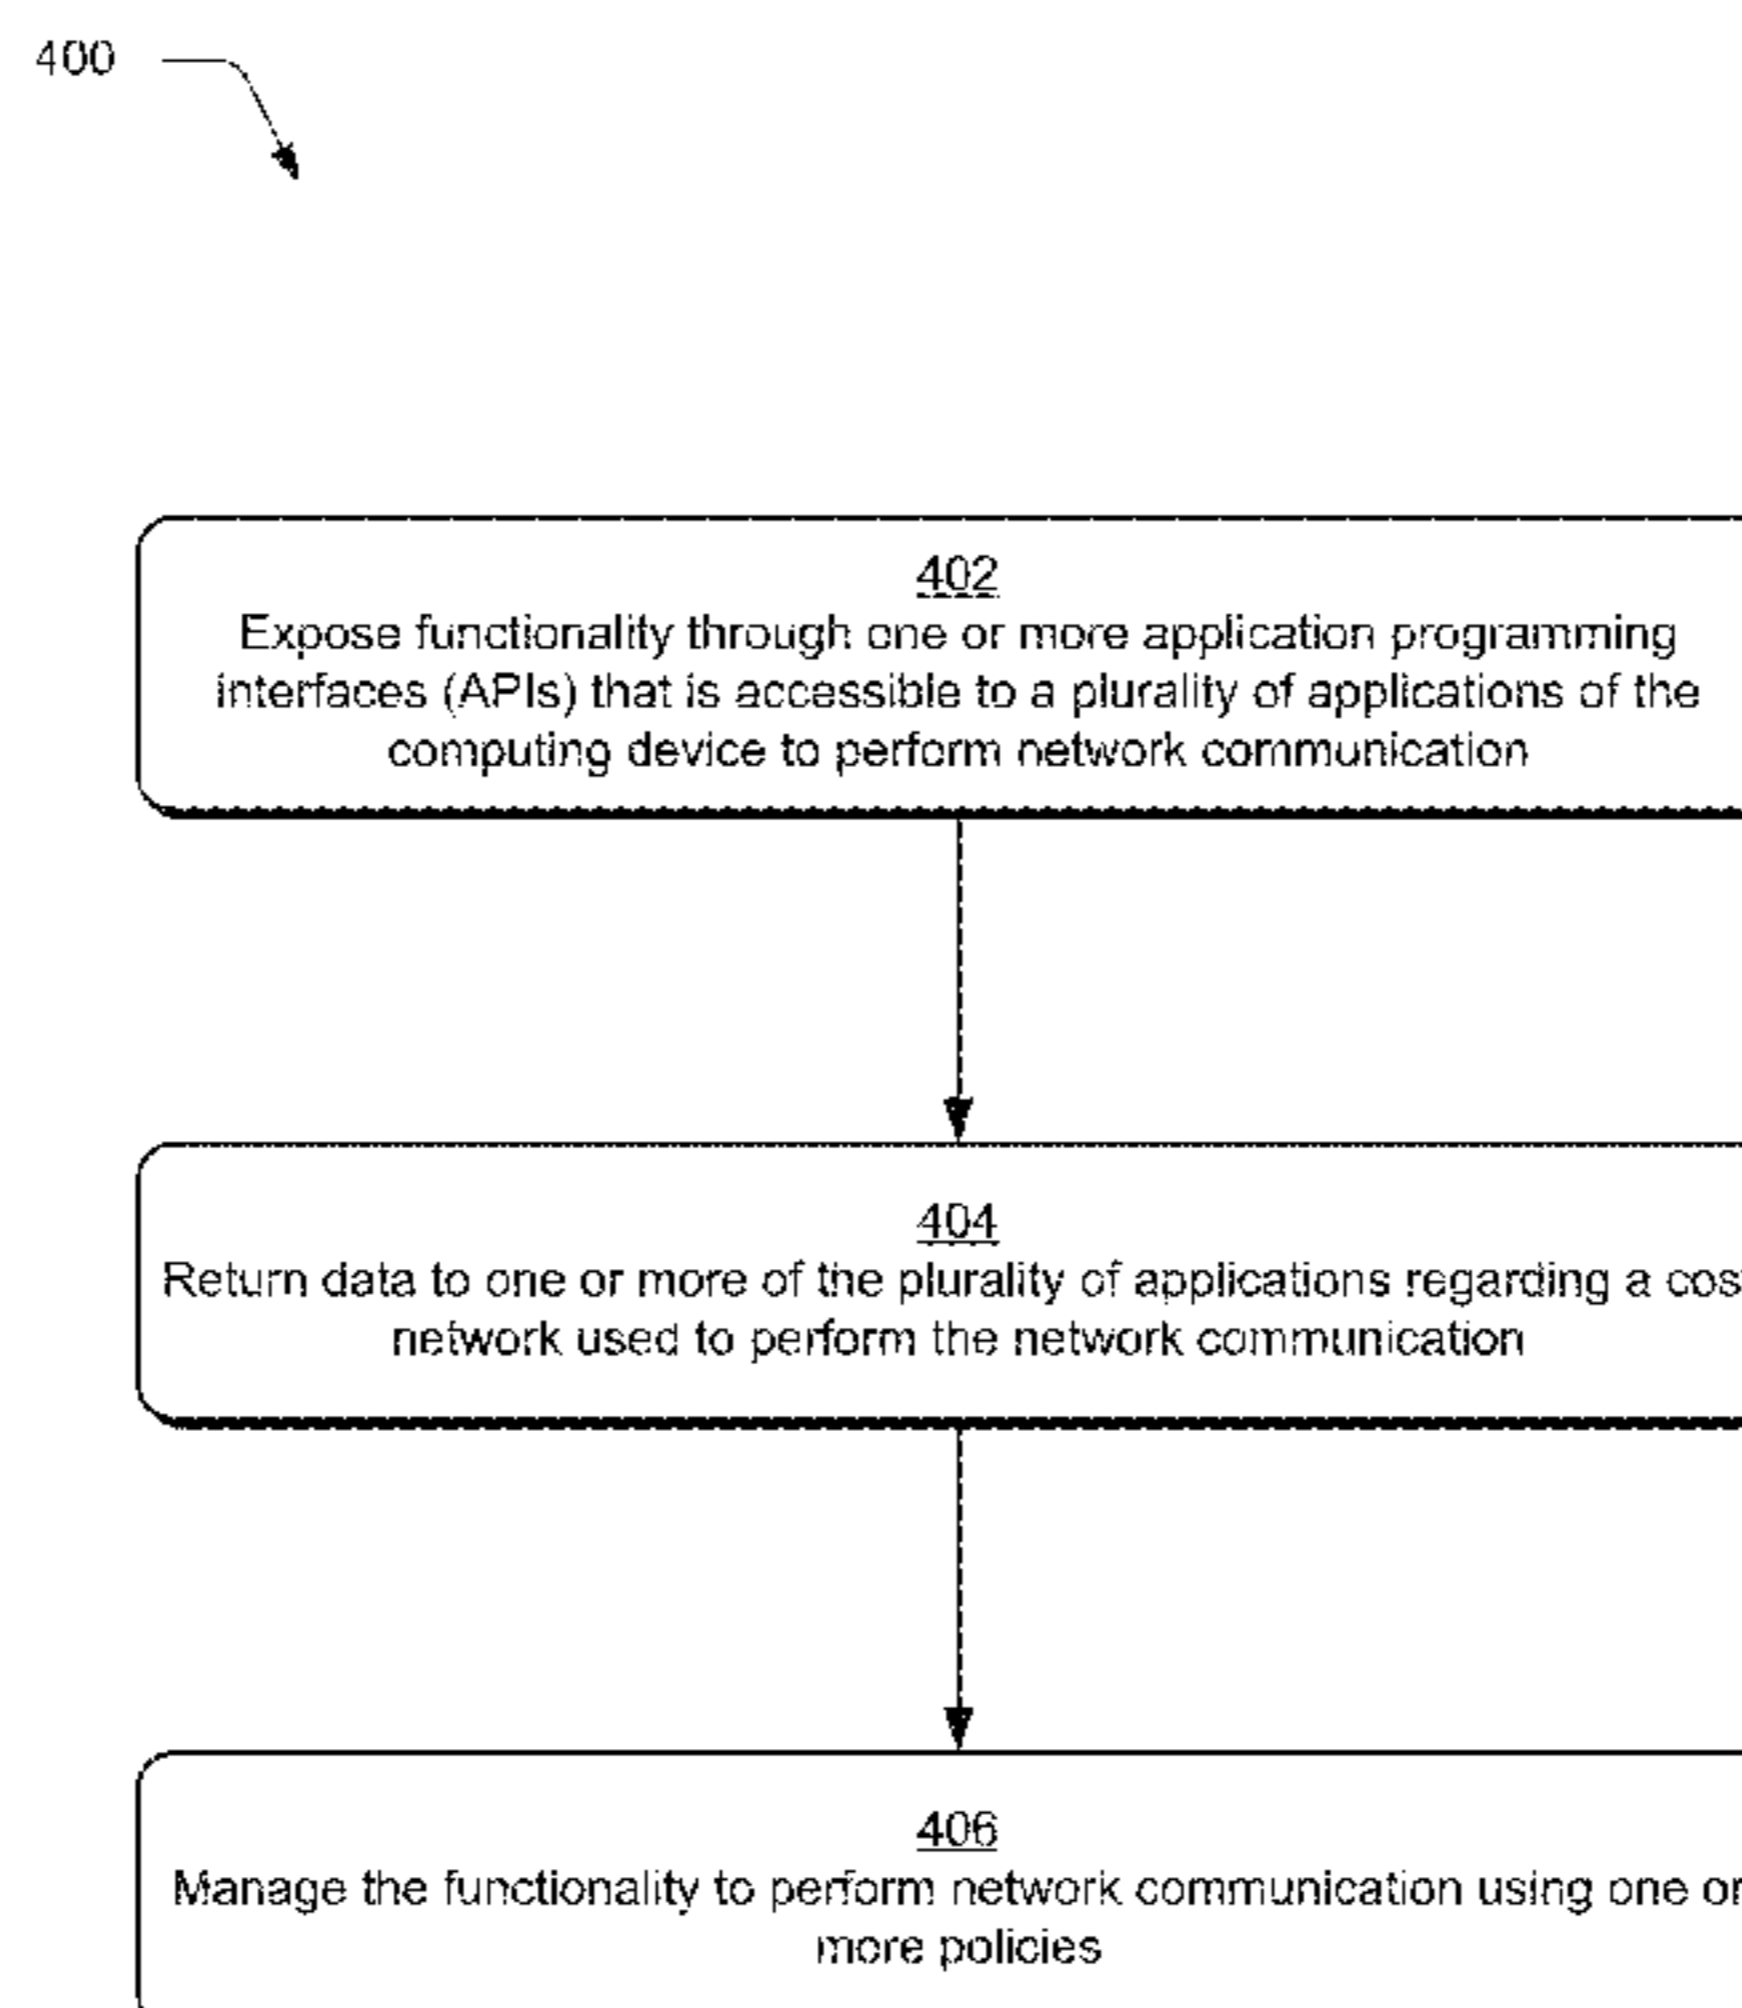 400
402
Expose functionality through one or more application programming
interfaces (APIs) that is accessible to a plurality of applications of the
computing device to perform network communication
404
Return data to one or more of the plurality of applications regarding a
network used to perform the network communication
406
Manage the functionality to perform network communication using one or
more policies